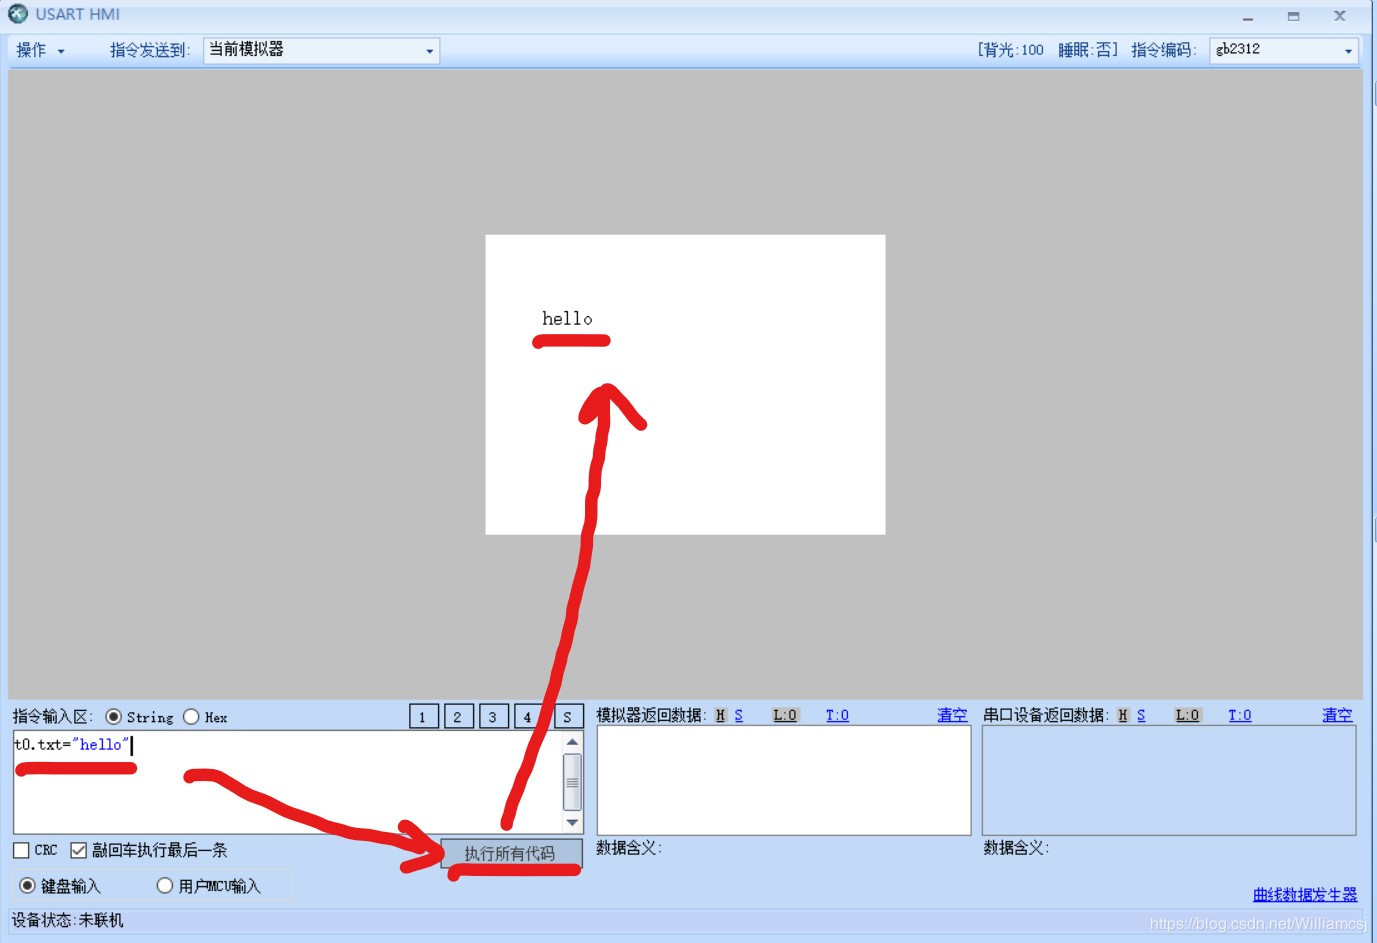 USART HMI
操作 指令发送到: 当前模拟器 [背光:100 睡眠:否] 指令编码: gb2312
hello
指令输入区: String Hex 1 2 3 4 S 模拟器返回数据: H S L:0 T:0 清空 串口设备返回数据: H S L:0 T:0 清空
t0.txt="hello"
CRC 敲回车执行最后一条 执行所有代码 数据含义: 数据含义:
键盘输入 用户MCU输入 曲线数据发生器
设备状态:未联机
https://blog.csdn.net/Williamcsj